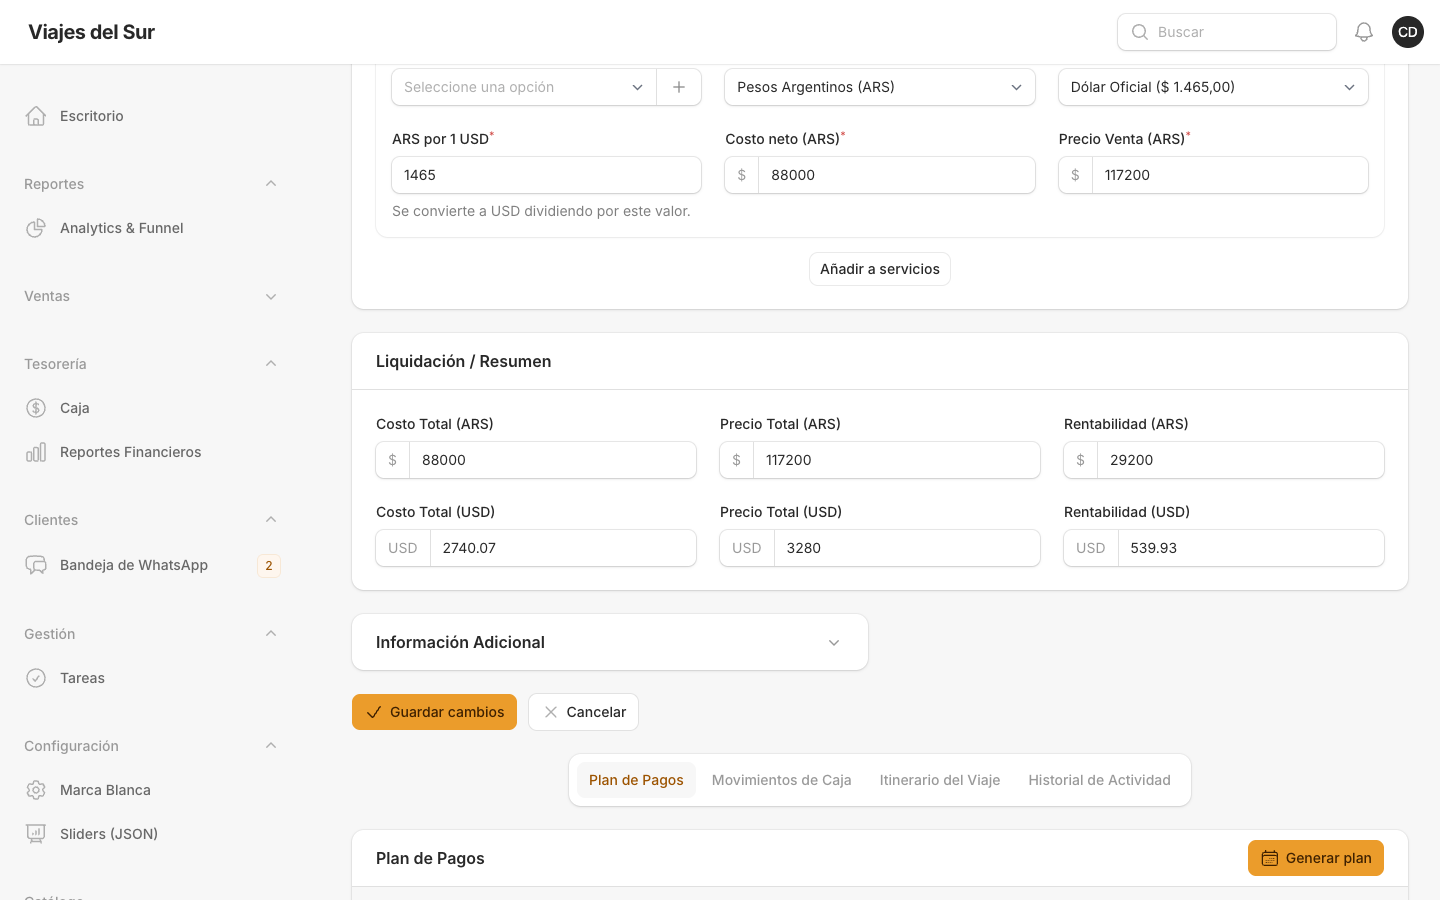 Viajes del Sur
Buscar
CD
Escritorio
Reportes
Analytics & Funnel
Ventas
Tesorería
Caja
Reportes Financieros
Clientes
Bandeja de WhatsApp
2
Gestión
Tareas
Configuración
Marca Blanca
Sliders (JSON)
Seleccione una opción
Pesos Argentinos (ARS)
Dólar Oficial ($ 1.465,00)
ARS por 1 USD*
Costo neto (ARS)*
Precio Venta (ARS)*
1465
$ 88000
$ 117200
Se convierte a USD dividiendo por este valor.
Añadir a servicios
Liquidación / Resumen
Costo Total (ARS)
Precio Total (ARS)
Rentabilidad (ARS)
$ 88000
$ 117200
$ 29200
Costo Total (USD)
Precio Total (USD)
Rentabilidad (USD)
USD 2740.07
USD 3280
USD 539.93
Información Adicional
Guardar cambios
Cancelar
Plan de Pagos
Movimientos de Caja
Itinerario del Viaje
Historial de Actividad
Plan de Pagos
Generar plan